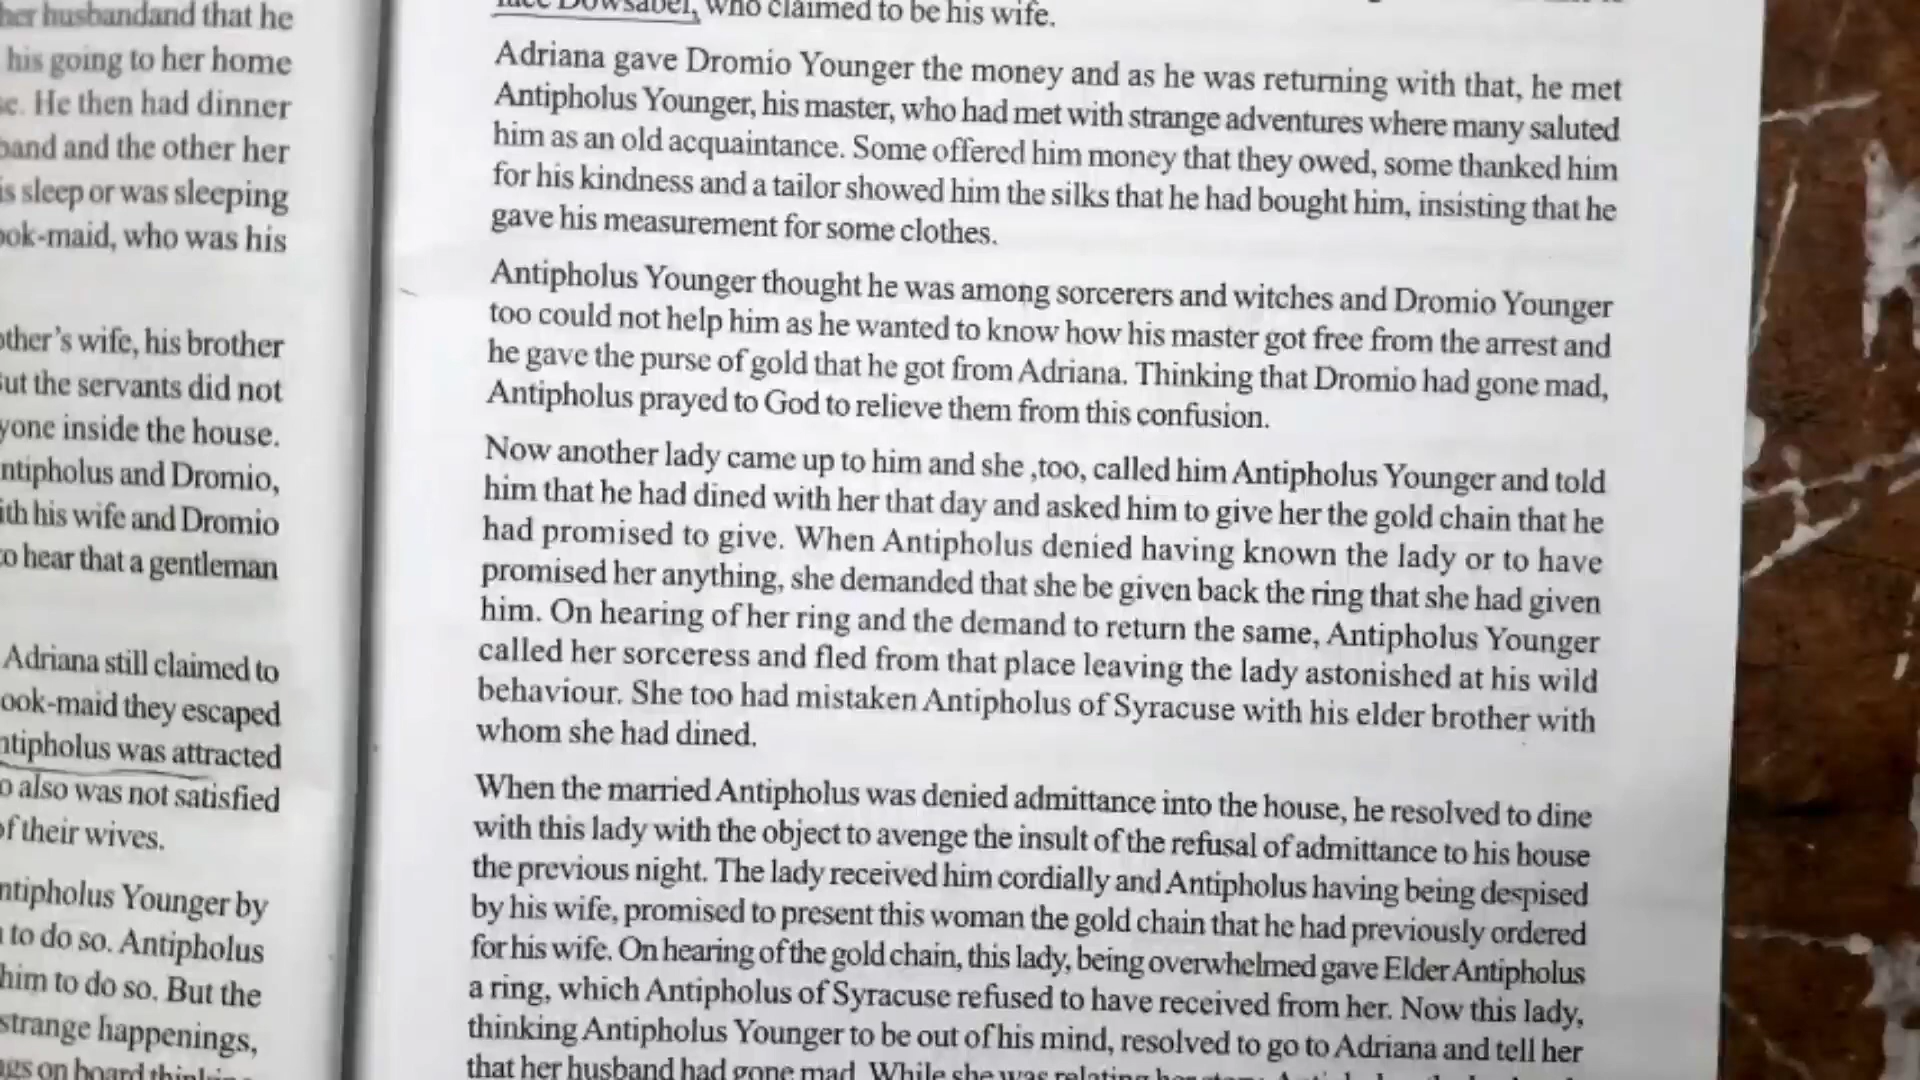 her husbandand that he
his going to her home
He then had dinner
and the other her
sleep or was sleeping
who was his
wife, his brother
the servants did not
inside the house.
and Dromio,
his wife and Dromio
hear that a gentleman
Adriana still claimed to
they escaped
was attracted
also was not satisfied
their wives.
Younger by
to do so. Antipholus
him to do so. But the
strange happenings,
on board
Dowsabel, who claimed to be his wife.
Adriana gave Dromio Younger the money and as he was returning with that, he met
Antipholus Younger, his master, who had met with strange adventures where many saluted
him as an old acquaintance. Some offered him money that they owed, some thanked him
for his kindness and a tailor showed him the silks that he had bought him, insisting that he
gave his measurement for some clothes.
Antipholus Younger thought he was among sorcerers and witches and Dromio Younger
too could not help him as he wanted to know how his master got free from the arrest and
he gave the purse of gold that he got from Adriana. Thinking that Dromio had gone mad,
Antipholus prayed to God to relieve them from this confusion.
Now another lady came up to him and she ,too, called him Antipholus Younger and told
him that he had dined with her that day and asked him to give her the gold chain that he
had promised to give. When Antipholus denied having known the lady or to have
promised her anything, she demanded that she be given back the ring that she had given
him. On hearing of her ring and the demand to return the same, Antipholus Younger
called her sorceress and fled from that place leaving the lady astonished at his wild
behaviour. She too had mistaken Antipholus of Syracuse with his elder brother with
whom she had dined.
When the married Antipholus was denied admittance into the house, he resolved to dine
with this lady with the object to avenge the insult of the refusal of admittance to his house
the previous night. The lady received him cordially and Antipholus having being despised
by his wife, promised to present this woman the gold chain that he had previously ordered
for his wife. On hearing of the gold chain, this lady, being overwhelmed gave Elder Antipholus
a ring, which Antipholus of Syracuse refused to have received from her. Now this lady,
thinking Antipholus Younger to be out of his mind, resolved to go to Adriana and tell her
that her husband had gone mad. While she was relating her